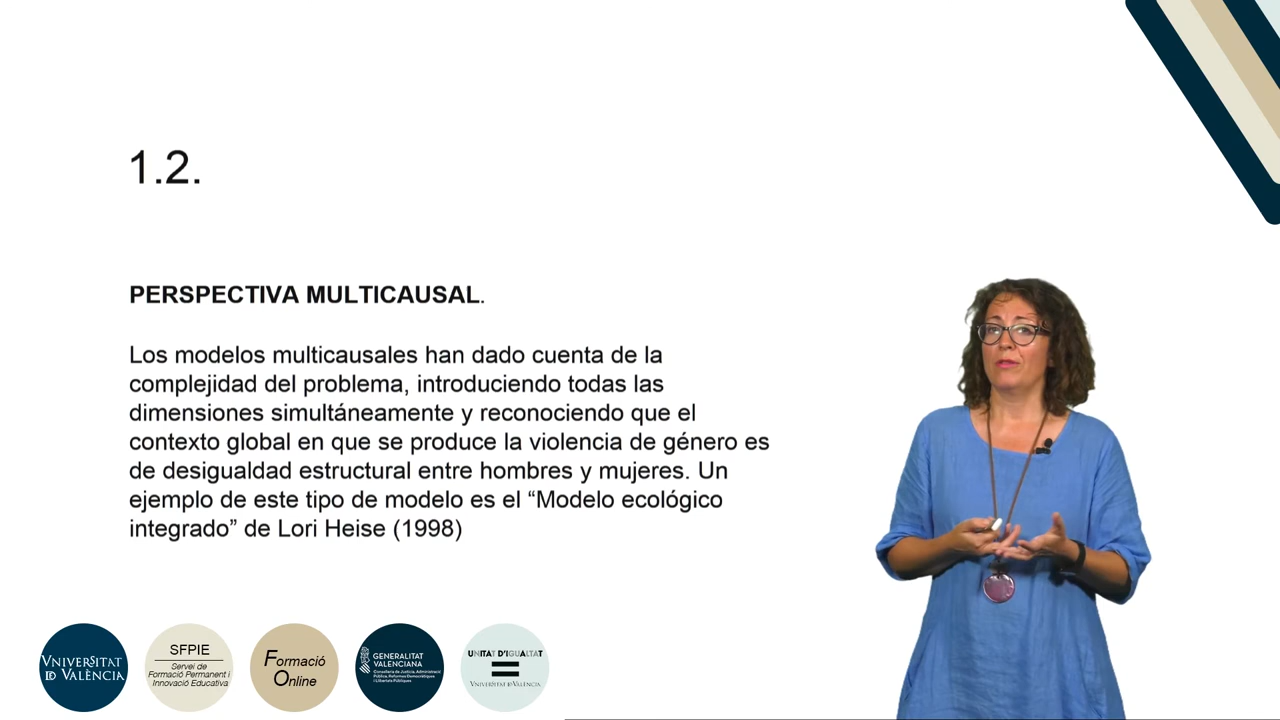 1.2.
PERSPECTIVA MULTICAUSAL.
Los modelos multicausales han dado cuenta de la
complejidad del problema, introduciendo todas las
dimensiones simultáneamente y reconociendo que el
contexto global en que se produce la violencia de género es
de desigualdad estructural entre hombres y mujeres. Un
ejemplo de este tipo de modelo es el “Modelo ecológico
integrado” de Lori Heise (1998)
VNIVERSITAT
ID VALÈNCIA
SFPIE
Servei de
Formació Permanent i
Innovació Educativa
Formació
Online
GENERALITAT
VALENCIANA
Conselleria de Justícia, Administració
Pública, Reformes Democràtiques
i Llibertats Públiques
UNITAT D'IGUALTAT
VNIVERSITAT ID VALÈNCIA